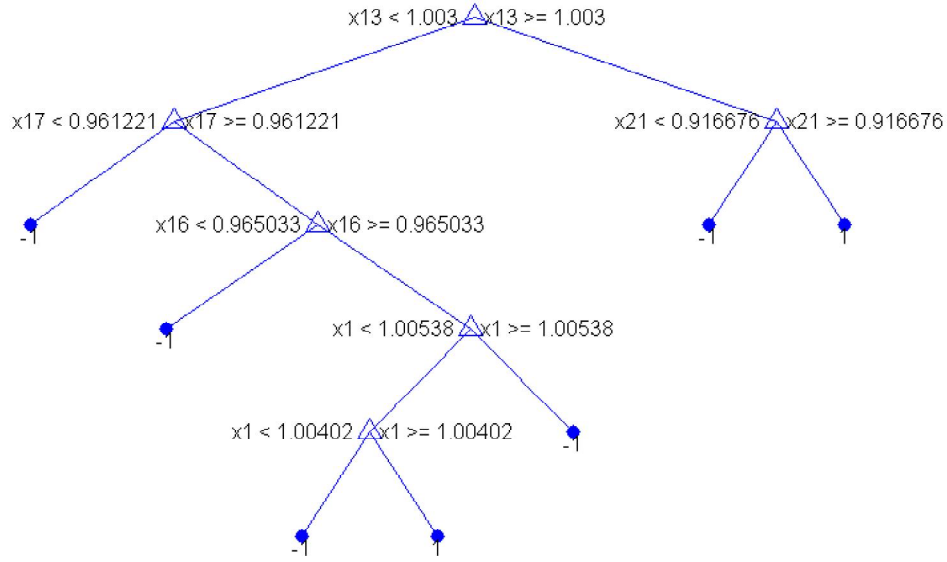 x13 < 1.003 x13 >= 1.003
x17 < 0.961221 x17 >= 0.961221
x21 < 0.916676 x21 >= 0.916676
-1
x16 < 0.965033 x16 >= 0.965033
-1
1
-1
x1 < 1.00538 x1 >= 1.00538
x1 < 1.00402 x1 >= 1.00402
-1
-1
1